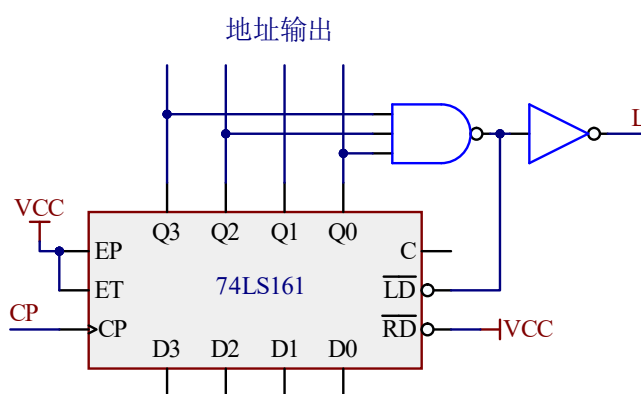 地址输出
L
VCC
Q3 Q2 Q1 Q0
EP C
ET 74LS161 LD
CP CP RD VCC
D3 D2 D1 D0